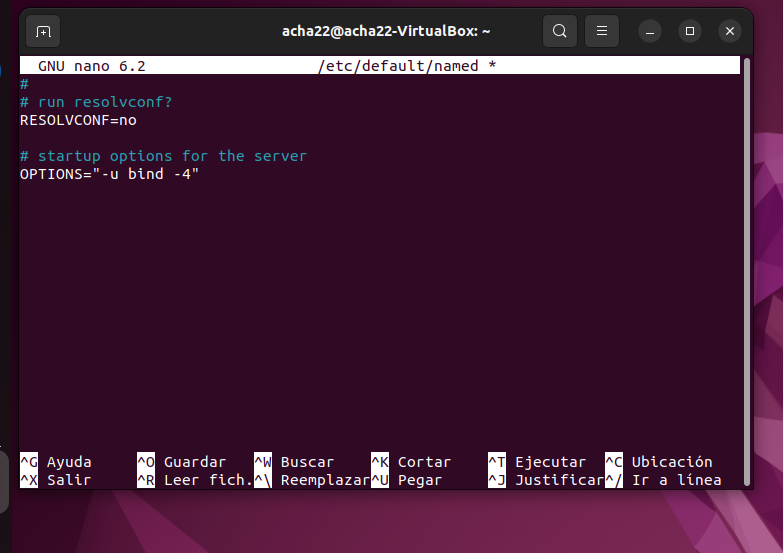 acha22@acha22-VirtualBox: ~
GNU nano 6.2 /etc/default/named *
#
# run resolvconf?
RESOLVCONF=no
# startup options for the server
OPTIONS="-u bind -4"
^G Ayuda ^O Guardar ^W Buscar ^K Cortar ^T Ejecutar ^C Ubicación
^X Salir ^R Leer fich. ^\ Reemplazar ^U Pegar ^J Justificar ^/ Ir a línea